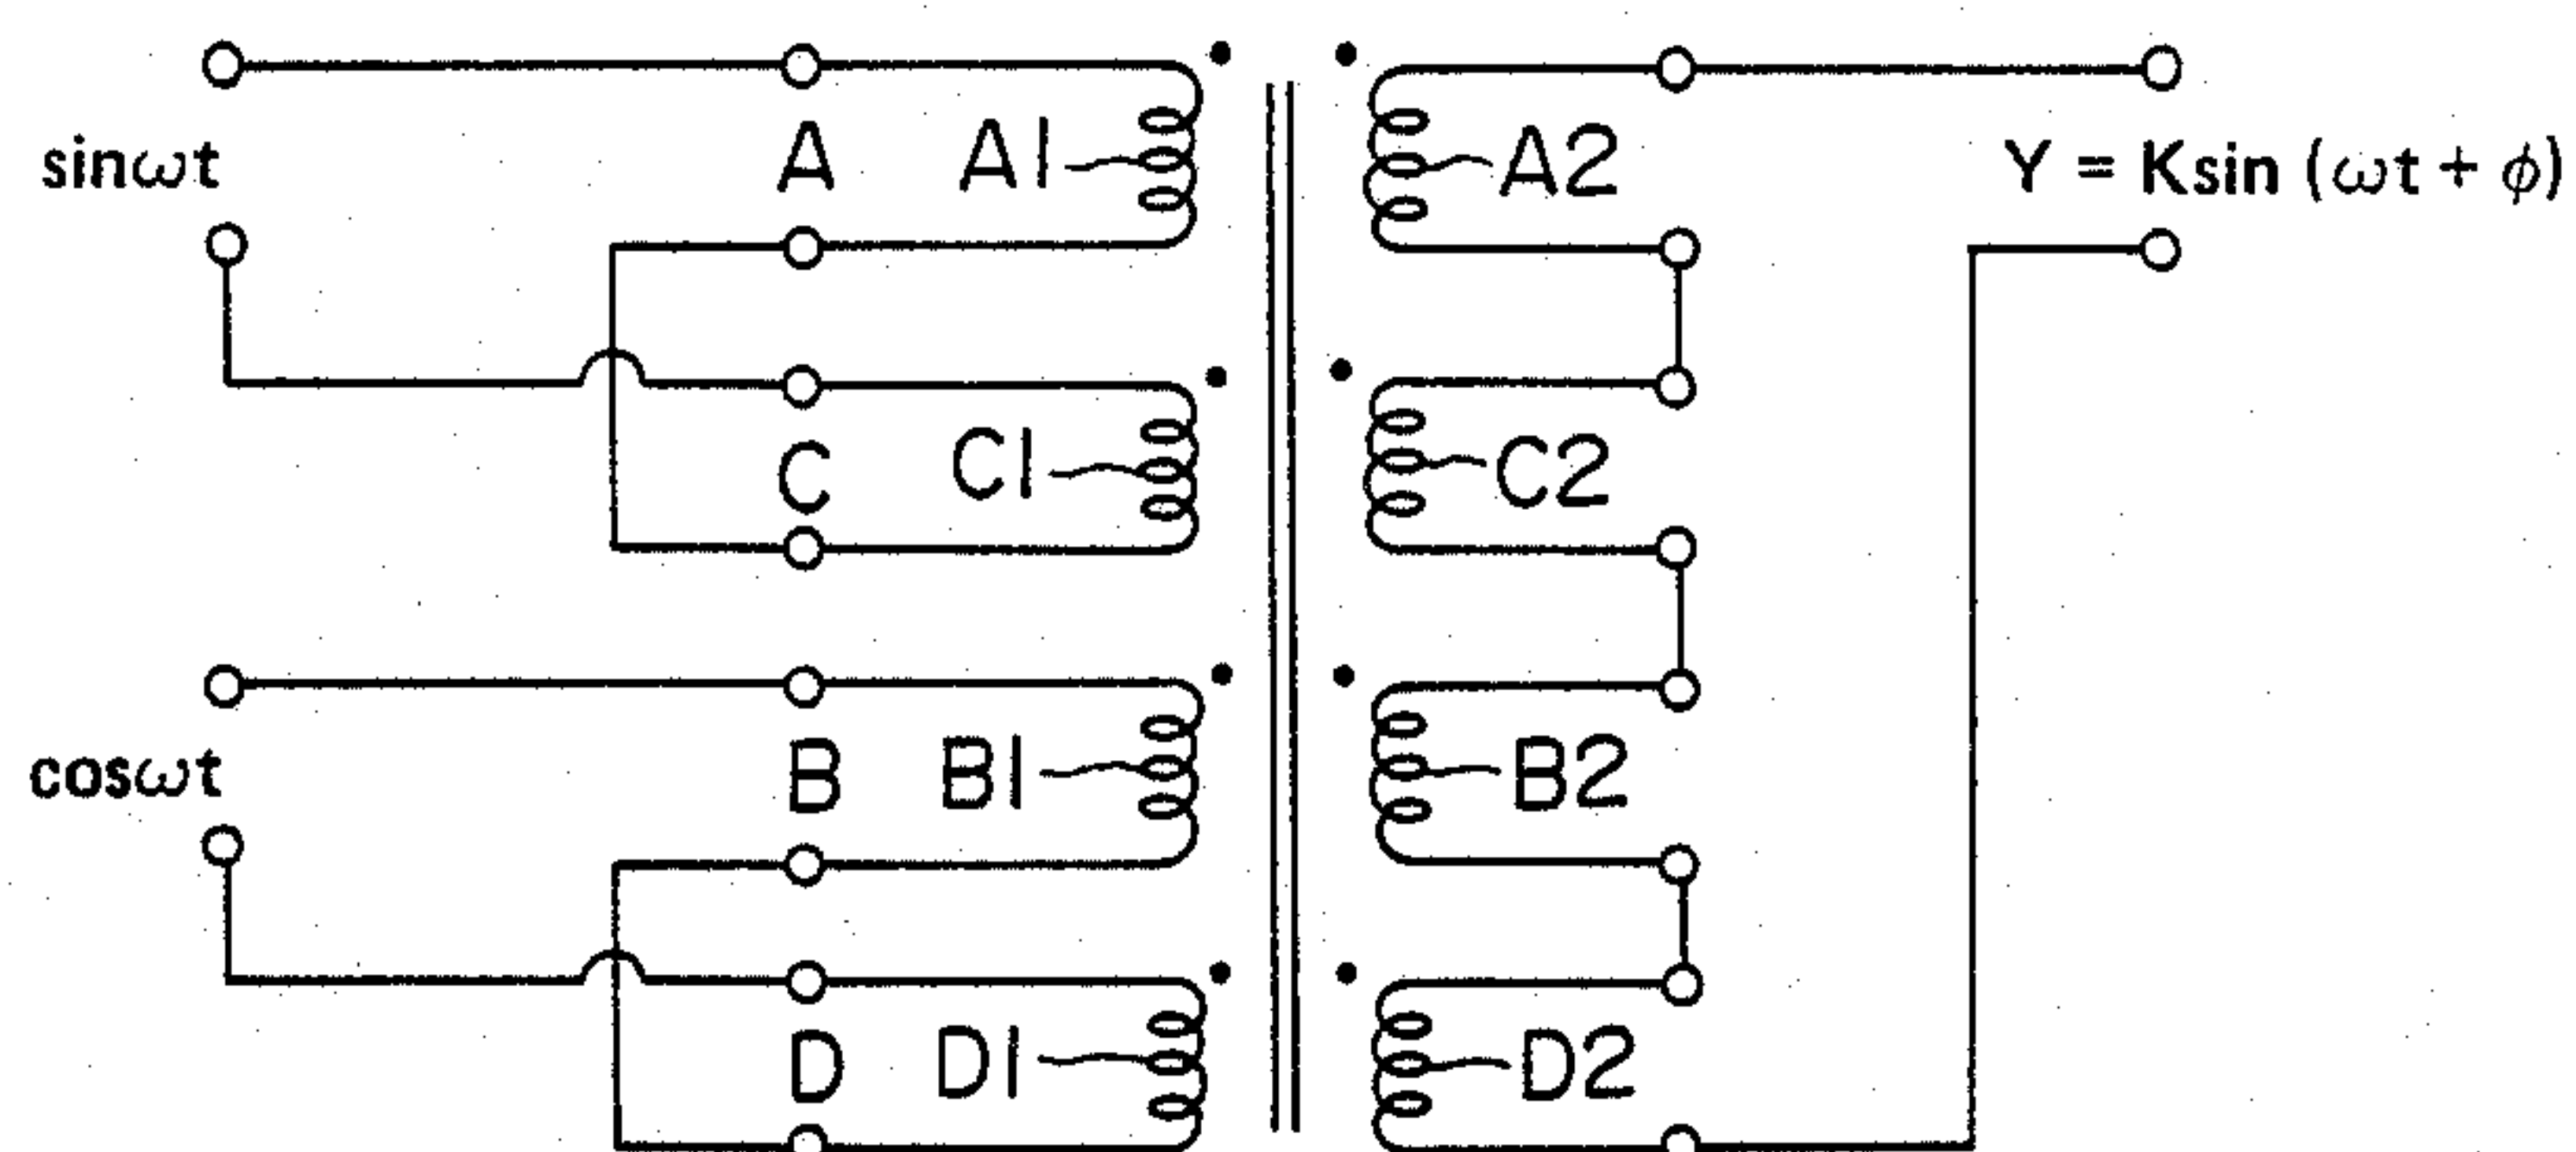 sinωt
A
A1
A2
Y = Ksin (ωt + ϕ)
C
C1
C2
cosωt
B
B1
B2
D
D1
D2